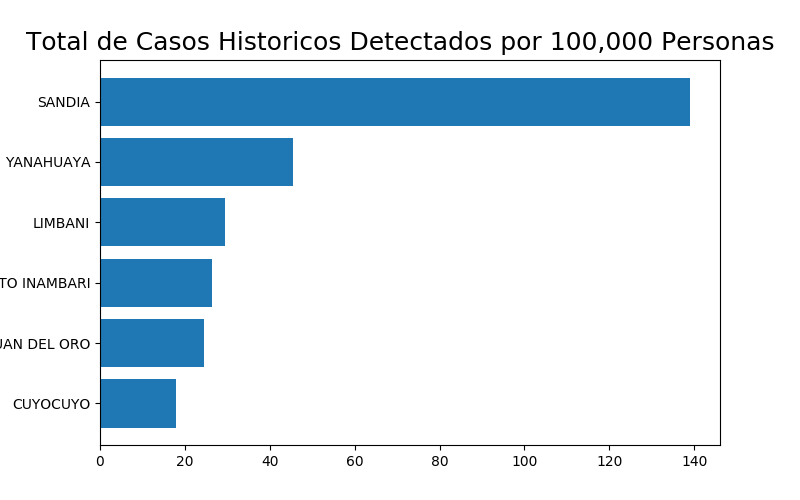 Total de Casos Historicos Detectados por 100,000 Personas
SANDIA
YANAHUAYA
LIMBANI
TO INAMBARI
UAN DEL ORO
CUYOCUYO
0 20 40 60 80 100 120 140